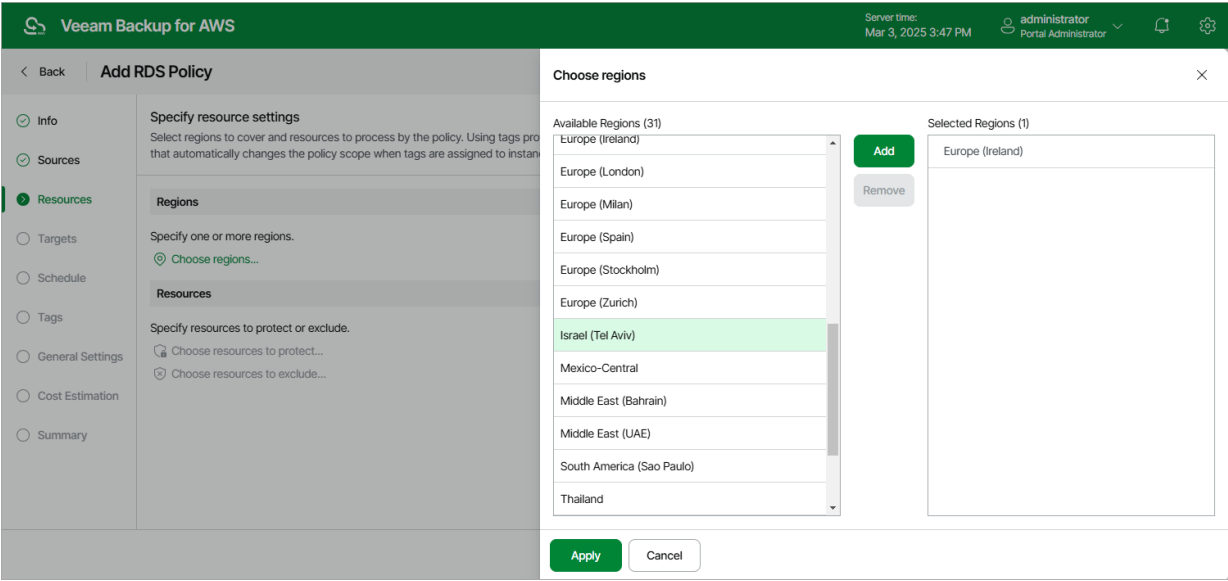 Veeam Backup for AWS
Server time:
Mar 3, 2025 3:47 PM
administrator
Portal Administrator
Back
Add RDS Policy
Info
Sources
Resources
Targets
Schedule
Tags
General Settings
Cost Estimation
Summary
Specify resource settings
Select regions to cover and resources to process by the policy. Using tags pro
that automatically changes the policy scope when tags are assigned to instan
Regions
Specify one or more regions.
Choose regions...
Resources
Specify resources to protect or exclude.
Choose resources to protect...
Choose resources to exclude...
Choose regions
Available Regions (31)
Europe (Ireland)
Europe (London)
Europe (Milan)
Europe (Spain)
Europe (Stockholm)
Europe (Zurich)
Israel (Tel Aviv)
Mexico-Central
Middle East (Bahrain)
Middle East (UAE)
South America (Sao Paulo)
Thailand
Add
Remove
Selected Regions (1)
Europe (Ireland)
Apply
Cancel